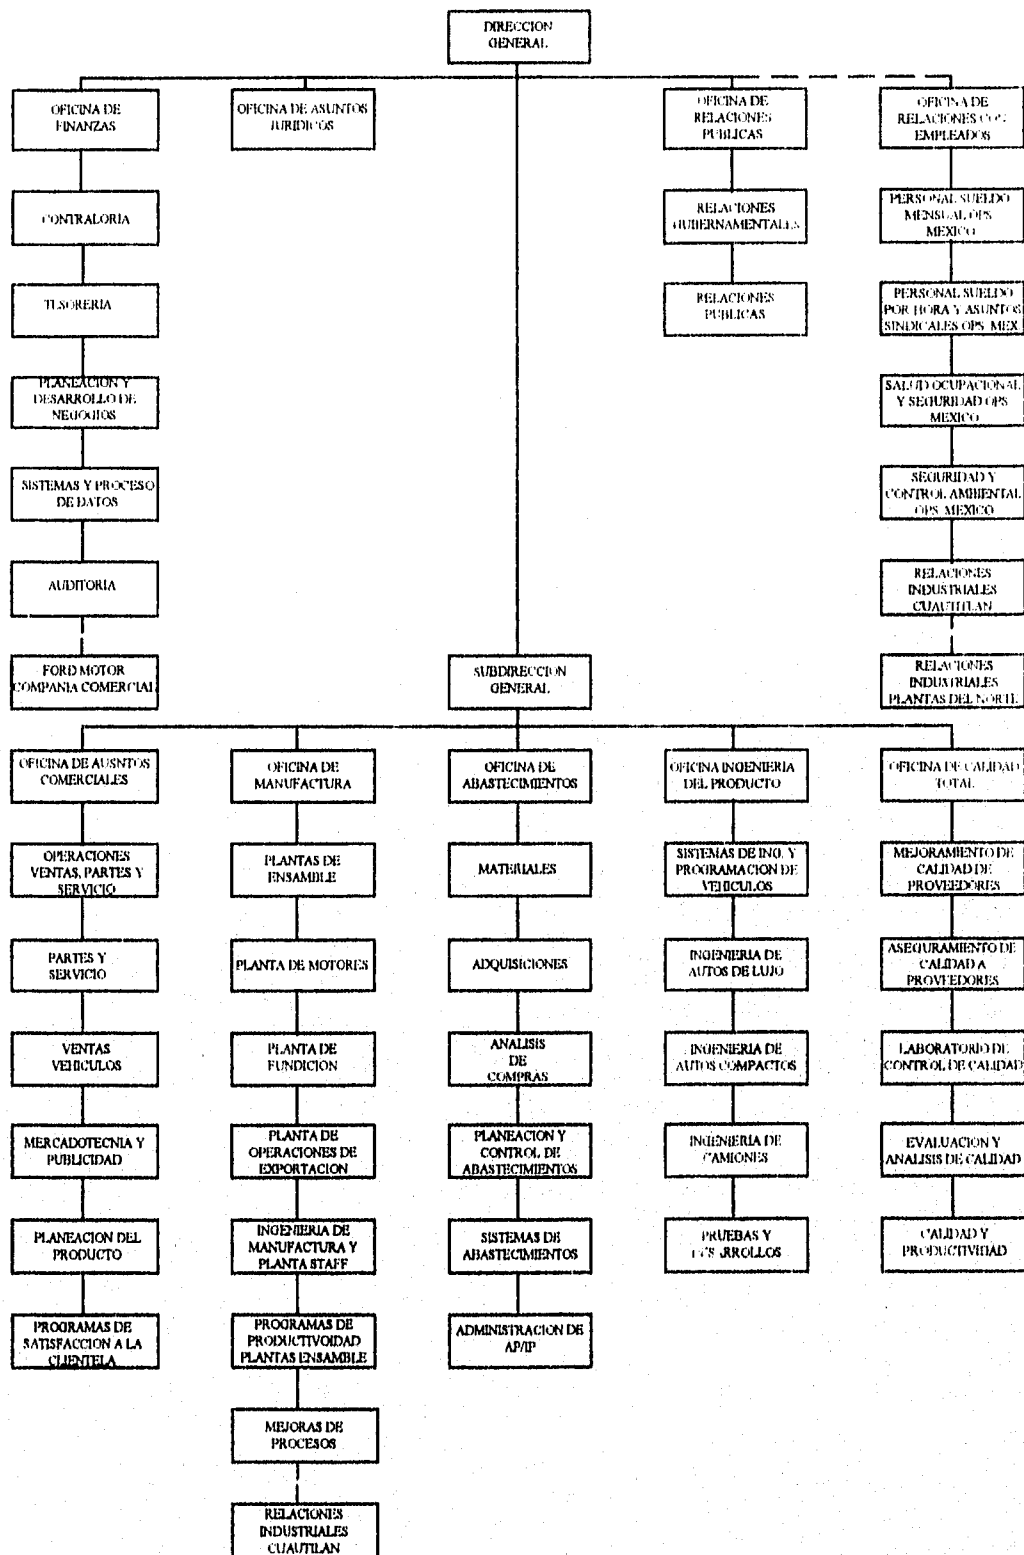 DIRECCION
GENERAL
OFICINA DE
FINANZAS
OFICINA DE ASUNTOS
JURIDICOS
OFICINA DE
RELACIONES
PUBLICAS
OFICINA DE
RELACIONES CON
EMPLEADOS
CONTRALORIA
RELACIONES
GUBERNAMENTALES
PERSONAL SUELDO
MENSUAL OPS
MEXICO
TESORERIA
RELACIONES
PUBLICAS
PERSONAL SUELDO
POR HORA Y ASUNTOS
SINDICALES OPS. MEX.
PLANEACION Y
DESARROLLO DE
NEGOCIOS
SALUD OCUPACIONAL
Y SEGURIDAD OPS
MEXICO
SISTEMAS Y PROCESO
DE DATOS
SEGURIDAD Y
CONTROL AMBIENTAL
OPS. MEXICO
AUDITORIA
RELACIONES
INDUSTRIALES
CUAUTITLAN
FORD MOTOR
COMPANIA COMERCIAL
SUBDIRECCION
GENERAL
RELACIONES
INDUSTRIALES
PLANTAS DEL NORTE
OFICINA DE AUSNTOS
COMERCIALES
OFICINA DE
MANUFACTURA
OFICINA DE
ABASTECIMIENTOS
OFICINA INGENIERIA
DEL PRODUCTO
OFICINA DE CALIDAD
TOTAL
OPERACIONES
VENTAS, PARTES Y
SERVICIO
PLANTAS DE
ENSAMBLE
MATERIALES
SISTEMAS DE ING. Y
PROGRAMACION DE
VEHICULOS
MEJORAMIENTO DE
CALIDAD DE
PROVEEDORES
PARTES Y
SERVICIO
PLANTA DE MOTORES
ADQUISICIONES
INGENIERIA DE
AUTOS DE LUJO
ASEGURAMIENTO DE
CALIDAD A
PROVEEDORES
VENTAS
VEHICULOS
PLANTA DE
FUNDICION
ANALISIS
DE
COMPRAS
INGENIERIA DE
AUTOS COMPACTOS
LABORATORIO DE
CONTROL DE CALIDAD
MERCADOTECNIA Y
PUBLICIDAD
PLANTA DE
OPERACIONES DE
EXPORTACION
PLANEACION Y
CONTROL DE
ABASTECIMIENTOS
INGENIERIA DE
CAMIONES
EVALUACION Y
ANALISIS DE CALIDAD
PLANEACION DEL
PRODUCTO
INGENIERIA DE
MANUFACTURA Y
PLANTA STAFF
SISTEMAS DE
ABASTECIMIENTOS
PRUEBAS Y
CALIDAD Y
PRODUCTIVIDAD
PROGRAMAS DE
SATISFACCION A LA
CLIENTELA
PROGRAMAS DE
PRODUCTIVOIDAD
PLANTAS ENSAMBLE
ADMINISTRACION DE
AP/IP
MEJORAS DE
PROCESOS
RELACIONES
INDUSTRIALES
CUAUTILAN